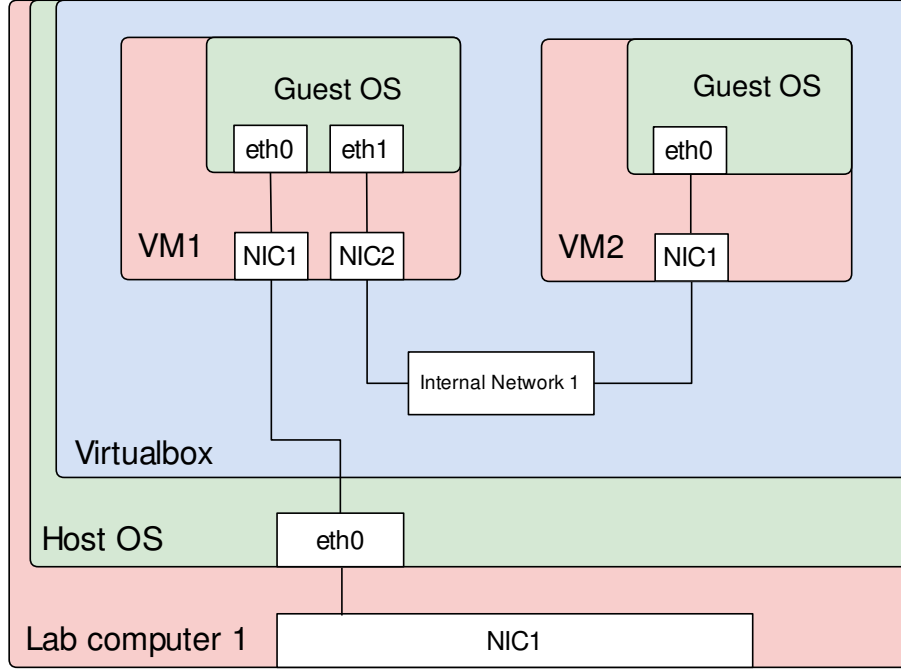 Guest OS
eth0
eth1
VM1
NIC1
NIC2
Guest OS
eth0
VM2
NIC1
Internal Network 1
Virtualbox
Host OS
eth0
Lab computer 1
NIC1